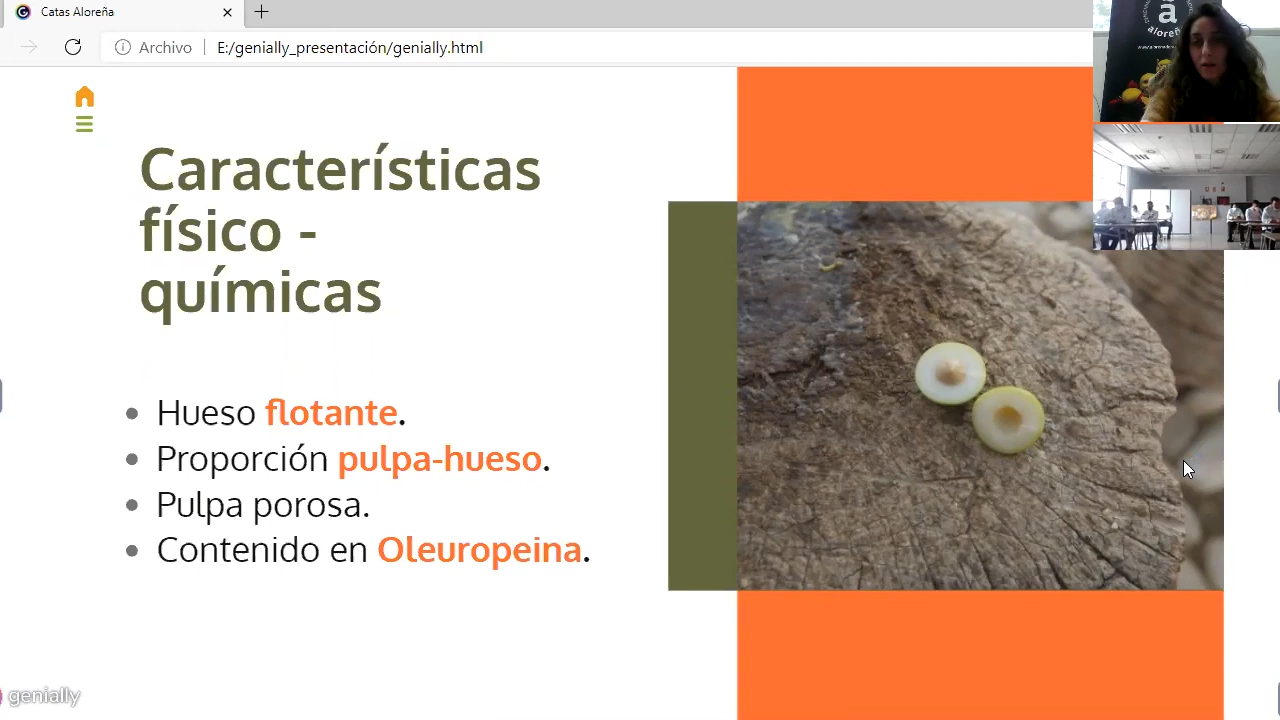 Catas Aloreña
Archivo
E:/genially_presentación/genially.html
Características
físico -
químicas
Hueso flotante.
Proporción pulpa-hueso.
Pulpa porosa.
Contenido en Oleuropeina.
genially
a